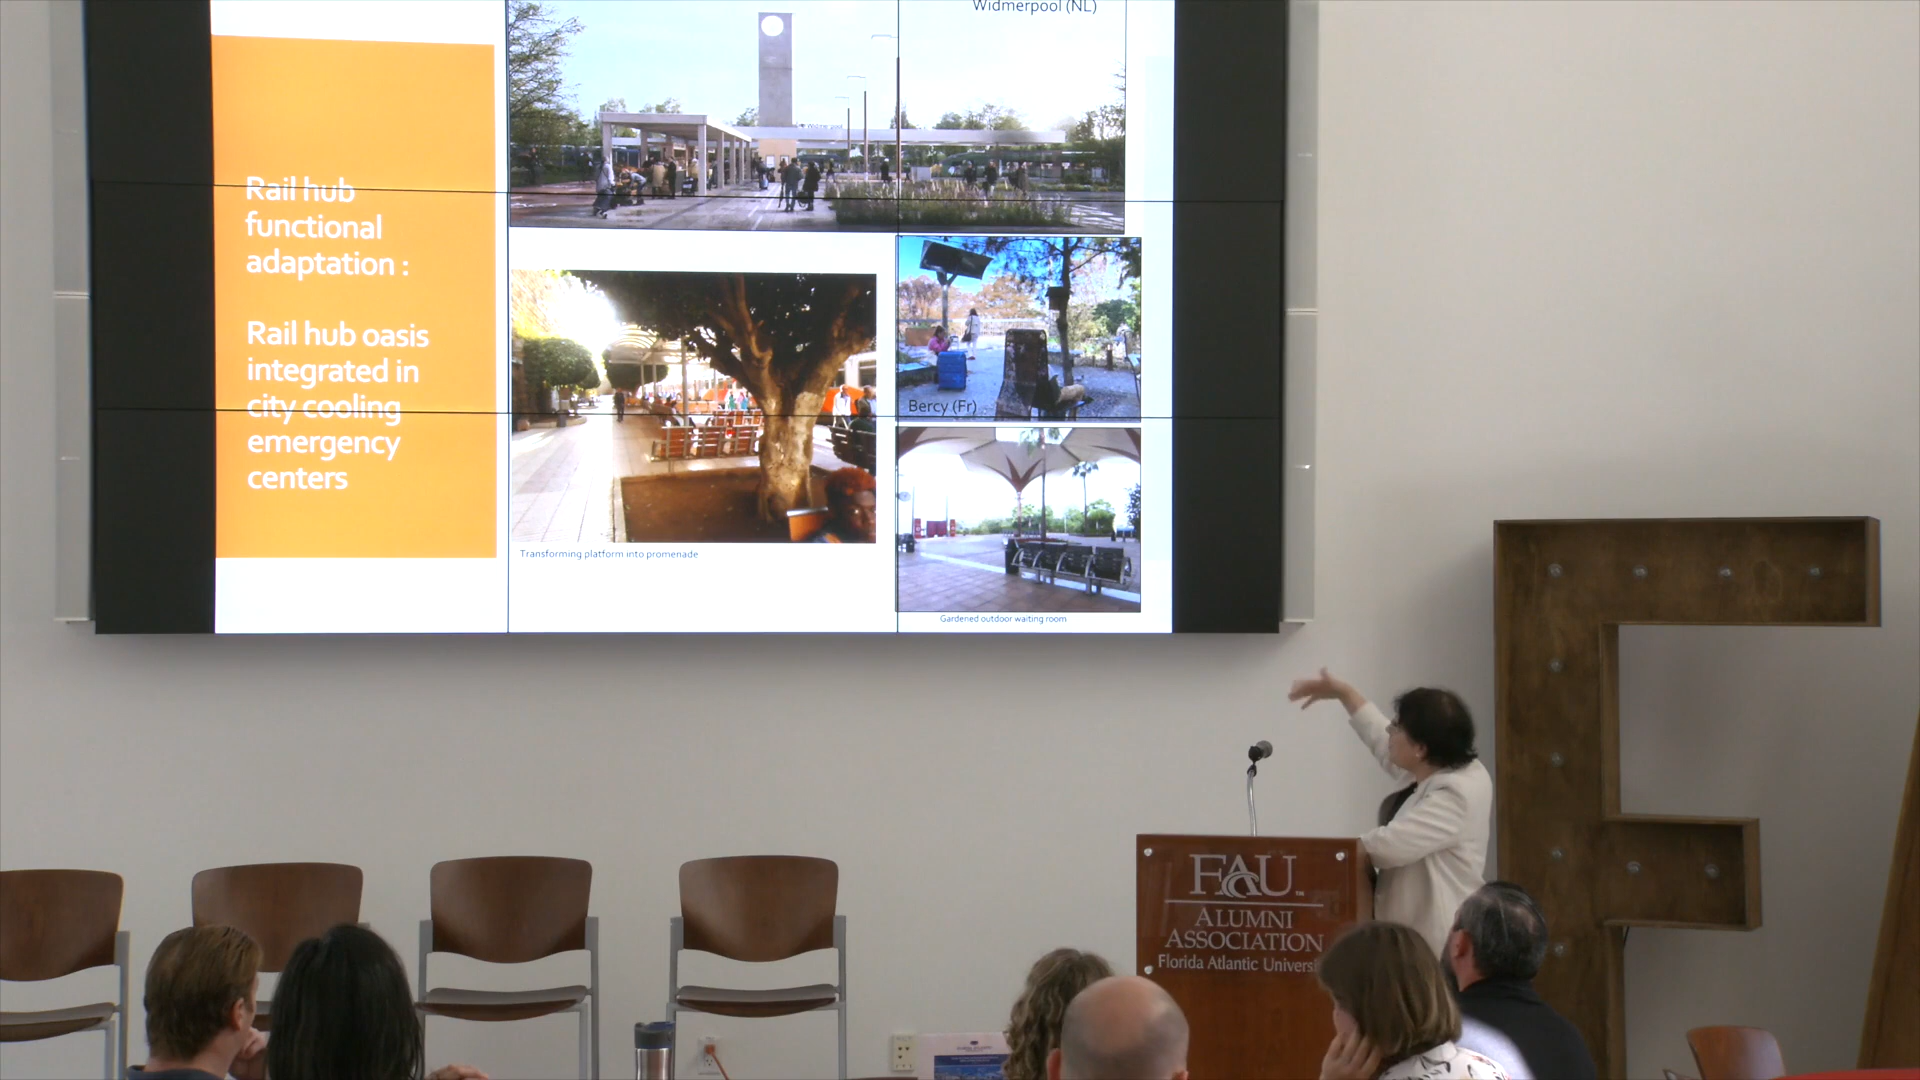 Widmerpool (NL)
Rail hub
functional
adaptation :
Rail hub oasis
integrated in
city cooling
emergency
centers
Bercy (Fr)
Transforming platform into promenade
Gardened outdoor waiting room
FAU
ALUMNI
ASSOCIATION
Florida Atlantic